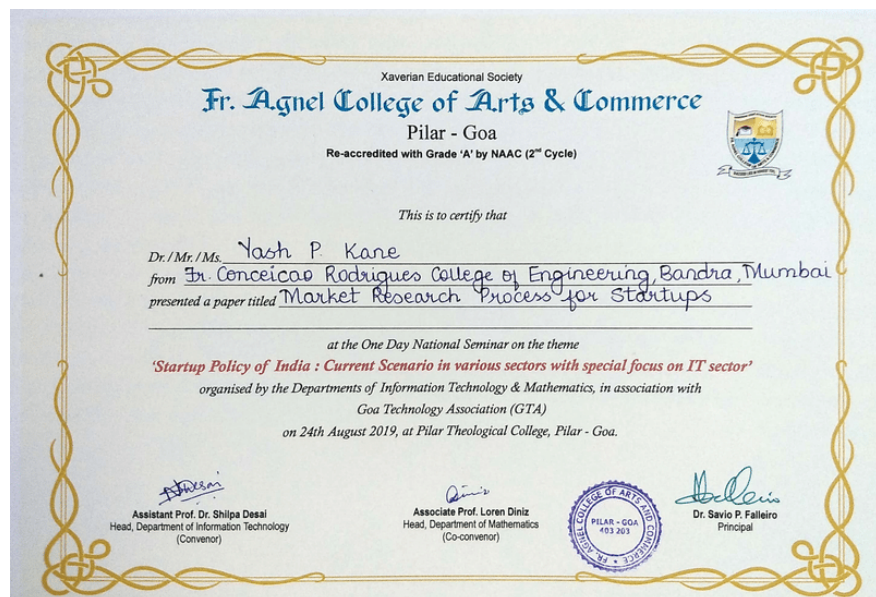 Xaverian Educational Society
Fr. Agnel College of Arts & Commerce
Pilar - Goa
Re-accredited with Grade 'A' by NAAC (2nd Cycle)
This is to certify that
Dr./Mr./Ms. Yash P. Kane
from Fr. Conceicao Rodrigues College of Engineering, Bandra, Mumbai
presented a paper titled Market Research Process for Startups
at the One Day National Seminar on the theme
'Startup Policy of India : Current Scenario in various sectors with special focus on IT sector'
organised by the Departments of Information Technology & Mathematics, in association with
Goa Technology Association (GTA)
on 24th August 2019, at Pilar Theological College, Pilar - Goa.
Assistant Prof. Dr. Shilpa Desai
Head, Department of Information Technology
(Convenor)
Associate Prof. Loren Diniz
Head, Department of Mathematics
(Co-convenor)
FR. AGNEL COLLEGE OF ARTS AND COMMERCE
PILAR - GOA
403 203
Dr. Savio P. Falleiro
Principal